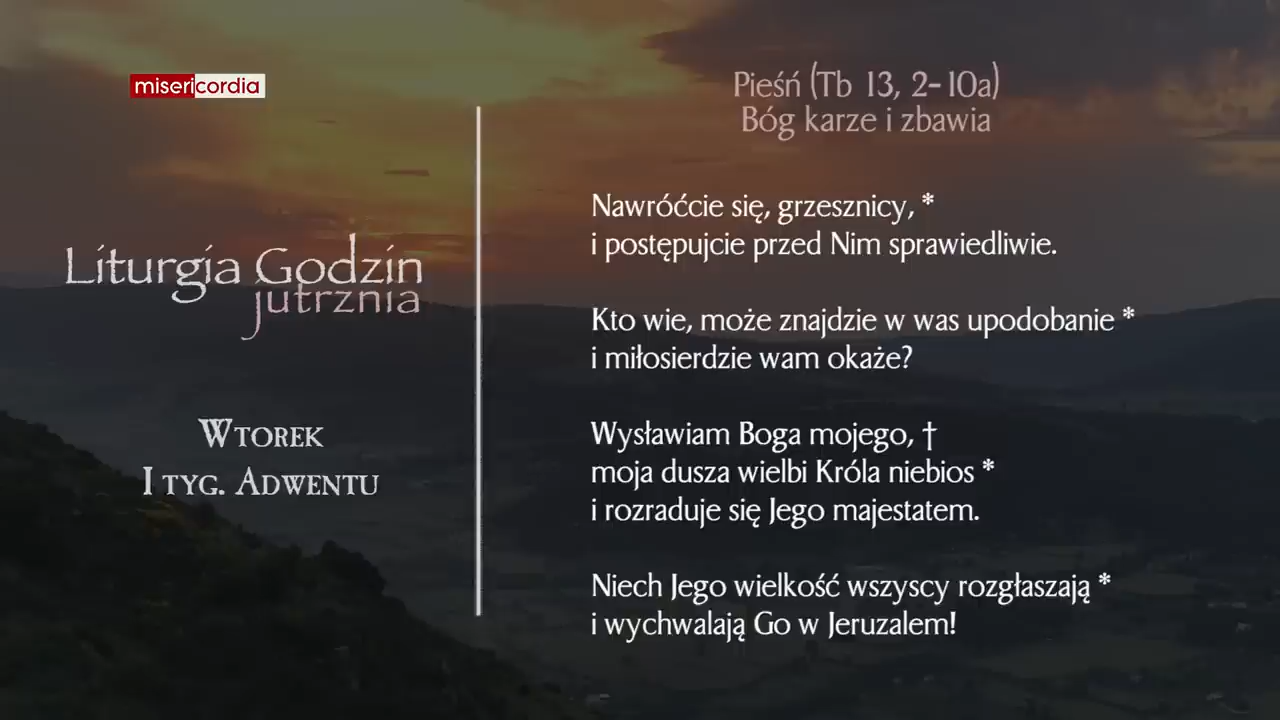 misericordia
Liturgia Godzin
jutrznia
Wtorek
I tyg. Adwentu
Pieśń (Tb 13, 2-10a)
Bóg karze i zbawia
Nawróćcie się, grzesznicy, *
i postępujcie przed Nim sprawiedliwie.
Kto wie, może znajdzie w was upodobanie *
i miłosierdzie wam okaże?
Wysławiam Boga mojego, †
moja dusza wielbi Króla niebios *
i rozraduje się Jego majestatem.
Niech Jego wielkość wszyscy rozgłaszają *
i wychwalają Go w Jeruzalem!